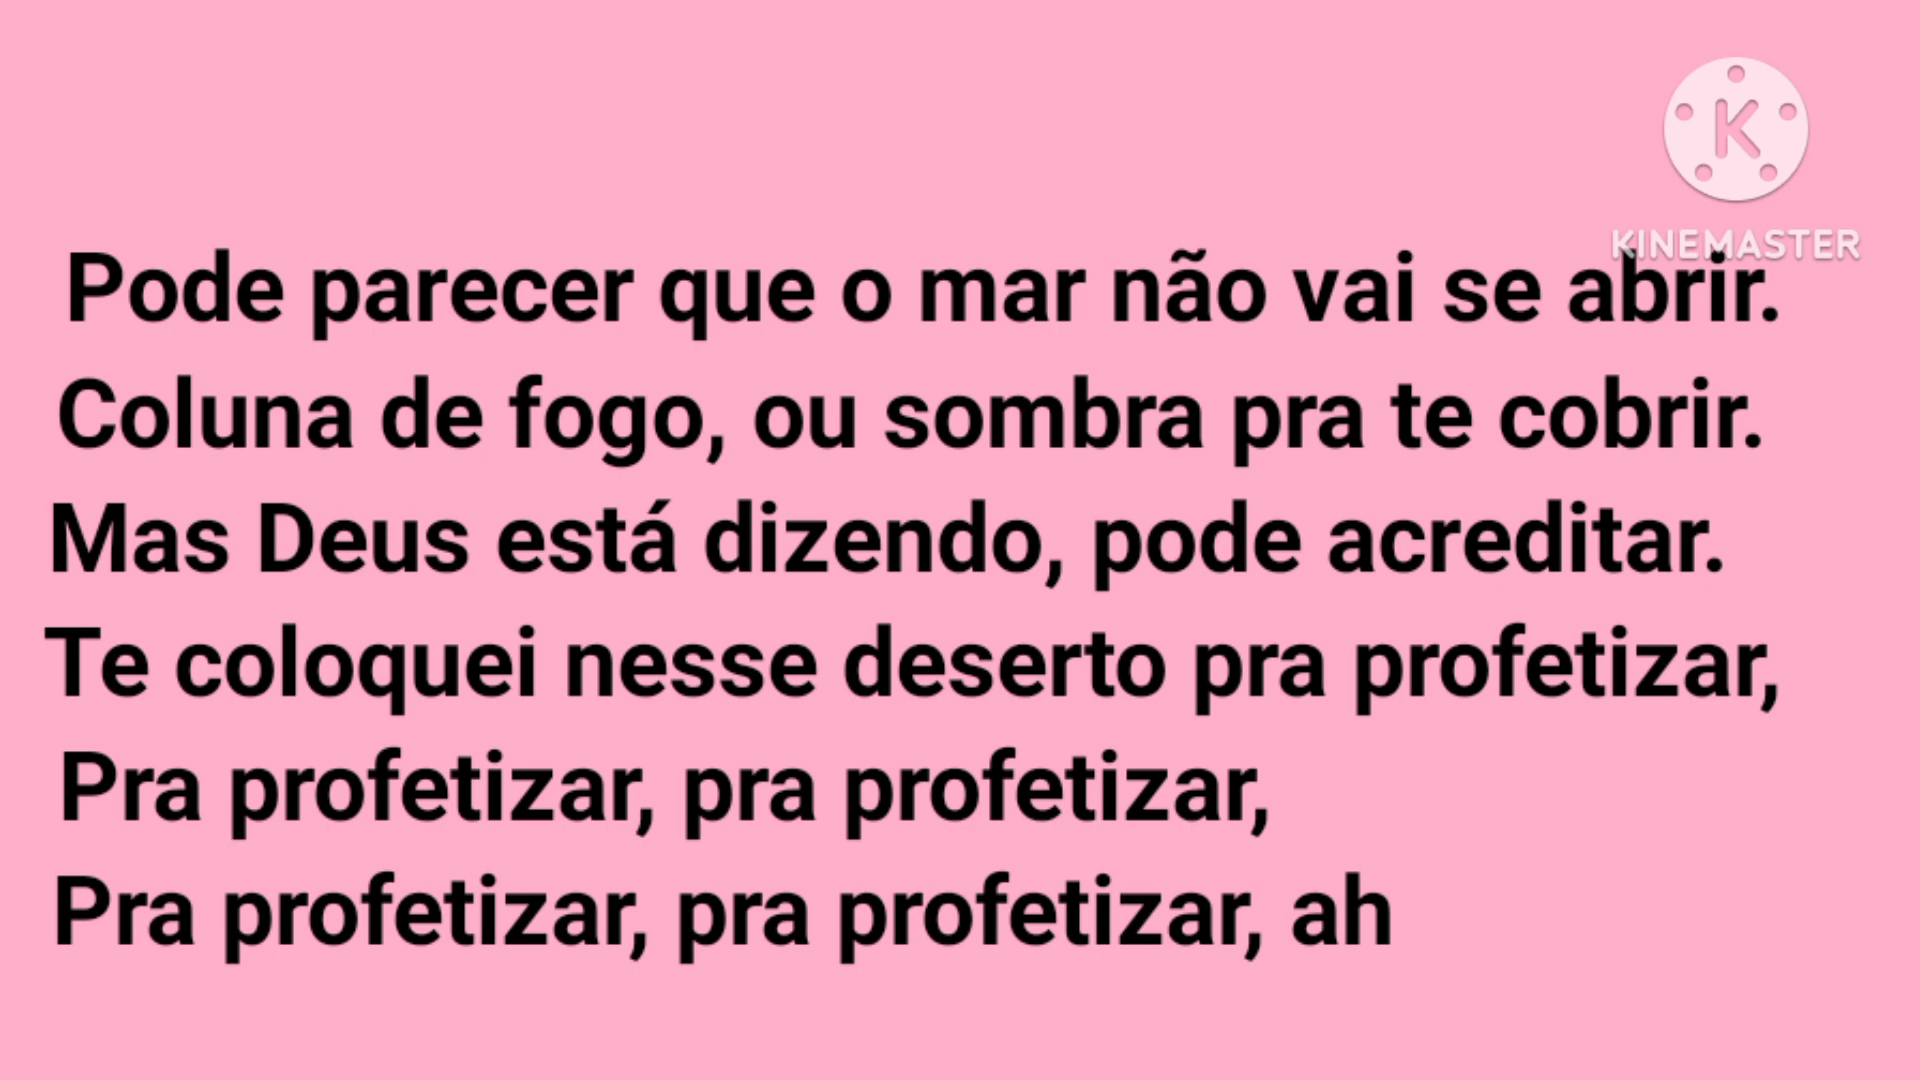 K
KINEMASTER
Pode parecer que o mar não vai se abrir.
Coluna de fogo, ou sombra pra te cobrir.
Mas Deus está dizendo, pode acreditar.
Te coloquei nesse deserto pra profetizar,
Pra profetizar, pra profetizar,
Pra profetizar, pra profetizar, ah